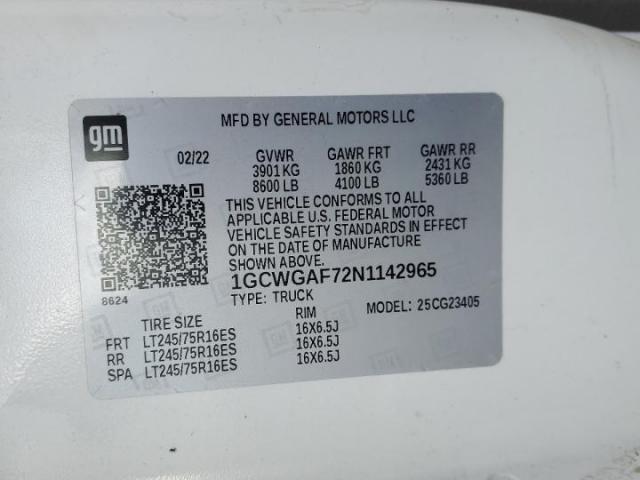 gm
MFD BY GENERAL MOTORS LLC
02/22 GVWR GAWR FRT GAWR RR
3901 KG 1860 KG 2431 KG
8600 LB 4100 LB 5360 LB
THIS VEHICLE CONFORMS TO ALL
APPLICABLE U.S. FEDERAL MOTOR
VEHICLE SAFETY STANDARDS IN EFFECT
ON THE DATE OF MANUFACTURE
SHOWN ABOVE.
8624
1GCWGAF72N1142965
TYPE: TRUCK MODEL: 25CG23405
TIRE SIZE RIM
FRT LT245/75R16ES 16X6.5J
RR LT245/75R16ES 16X6.5J
SPA LT245/75R16ES 16X6.5J